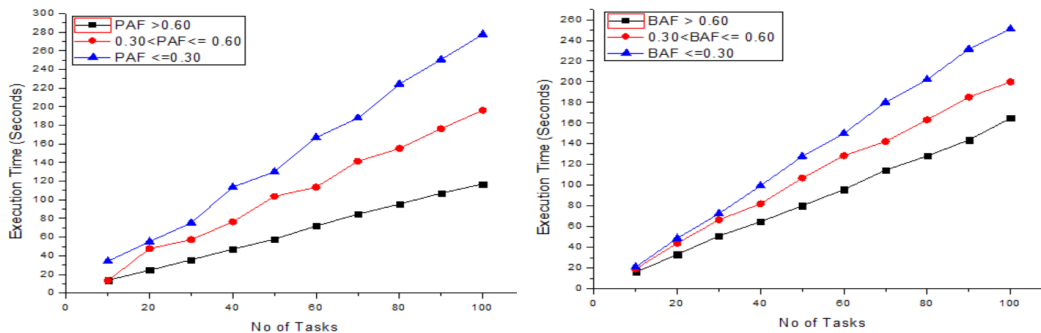 PAF >0.60
0.30<PAF<= 0.60
PAF <=0.30
300
280
260
240
220
200
180
160
140
120
100
80
60
40
20
0
Execution Time (Seconds)
0 20 40 60 80 100
No of Tasks
BAF > 0.60
0.30<BAF<= 0.60
BAF <=0.30
260
240
220
200
180
160
140
120
100
80
60
40
20
Execution Time (Seconds)
0 20 40 60 80 100
No of Tasks